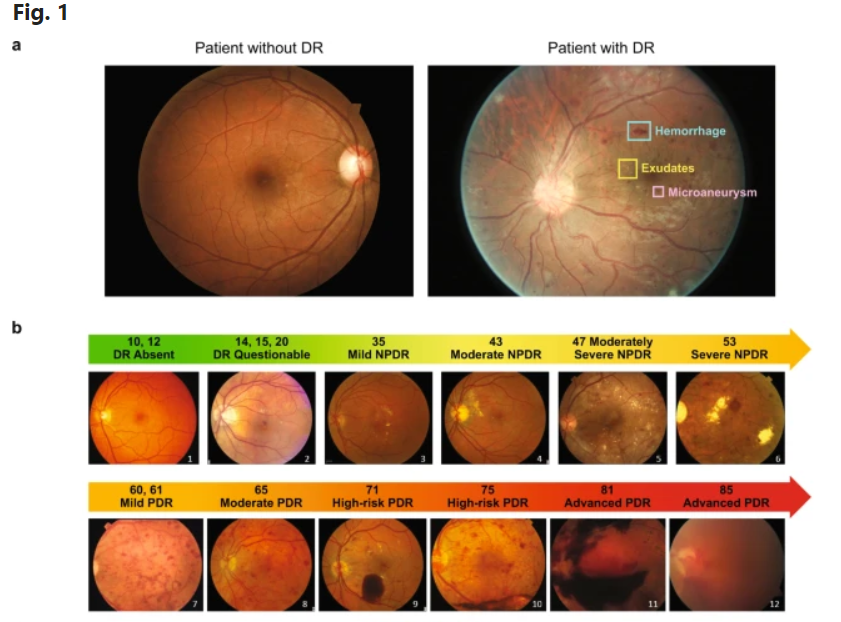 Fig. 1
a
Patient without DR
Patient with DR
Hemorrhage
Exudates
Microaneurysm
b
10, 12
DR Absent
14, 15, 20
DR Questionable
35
Mild NPDR
43
Moderate NPDR
47 Moderately
Severe NPDR
53
Severe NPDR
1
2
3
4
5
6
60, 61
Mild PDR
65
Moderate PDR
71
High-risk PDR
75
High-risk PDR
81
Advanced PDR
85
Advanced PDR
7
8
9
10
11
12